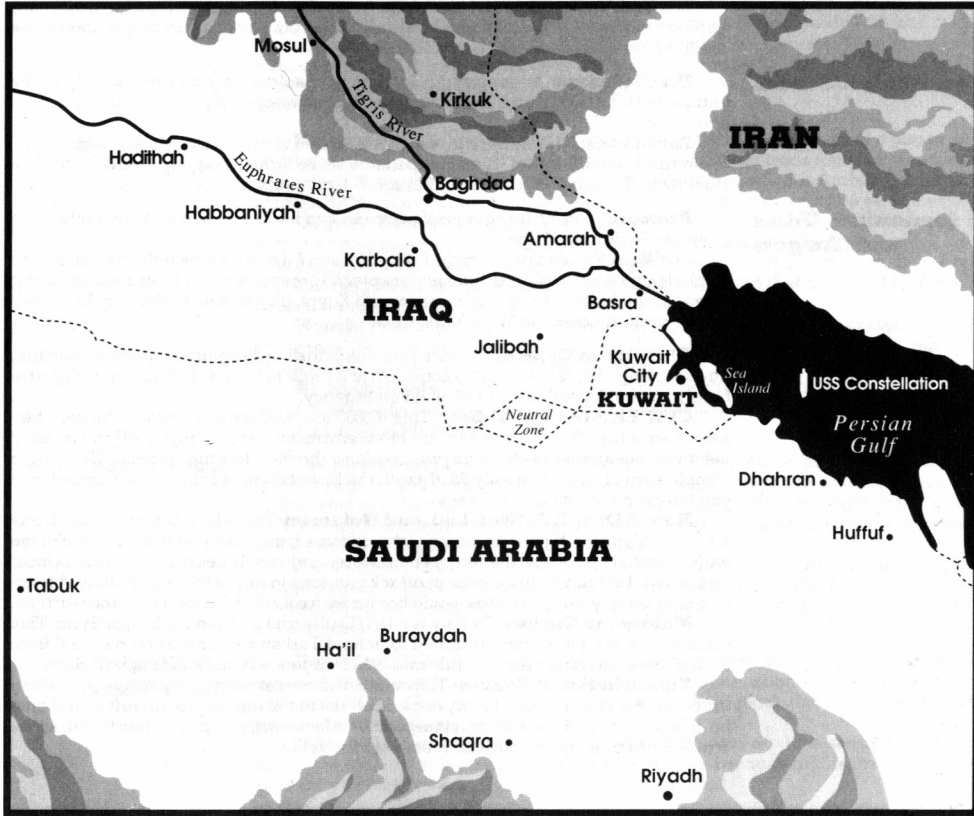 Mosul
Tigris River
Kirkuk
IRAN
Hadithah
Euphrates River
Baghdad
Habbaniyah
Karbala
Amarah
IRAQ
Basra
Jalibah
Kuwait
City
Sea
Island
USS Constellation
KUWAIT
Neutral
Zone
Persian
Gulf
Dhahran
Huffuf
SAUDI ARABIA
Tabuk
Buraydah
Ha'il
Shaqra
Riyadh